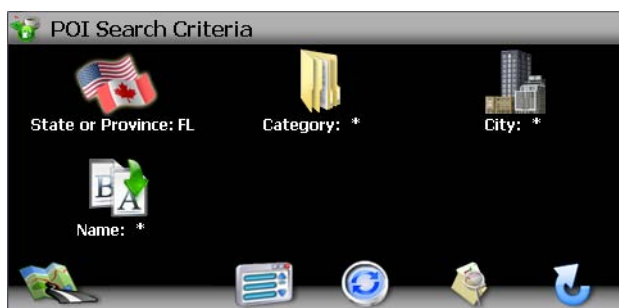 POI Search Criteria
State or Province: FL
Category: *
City: *
B
A
Name: *